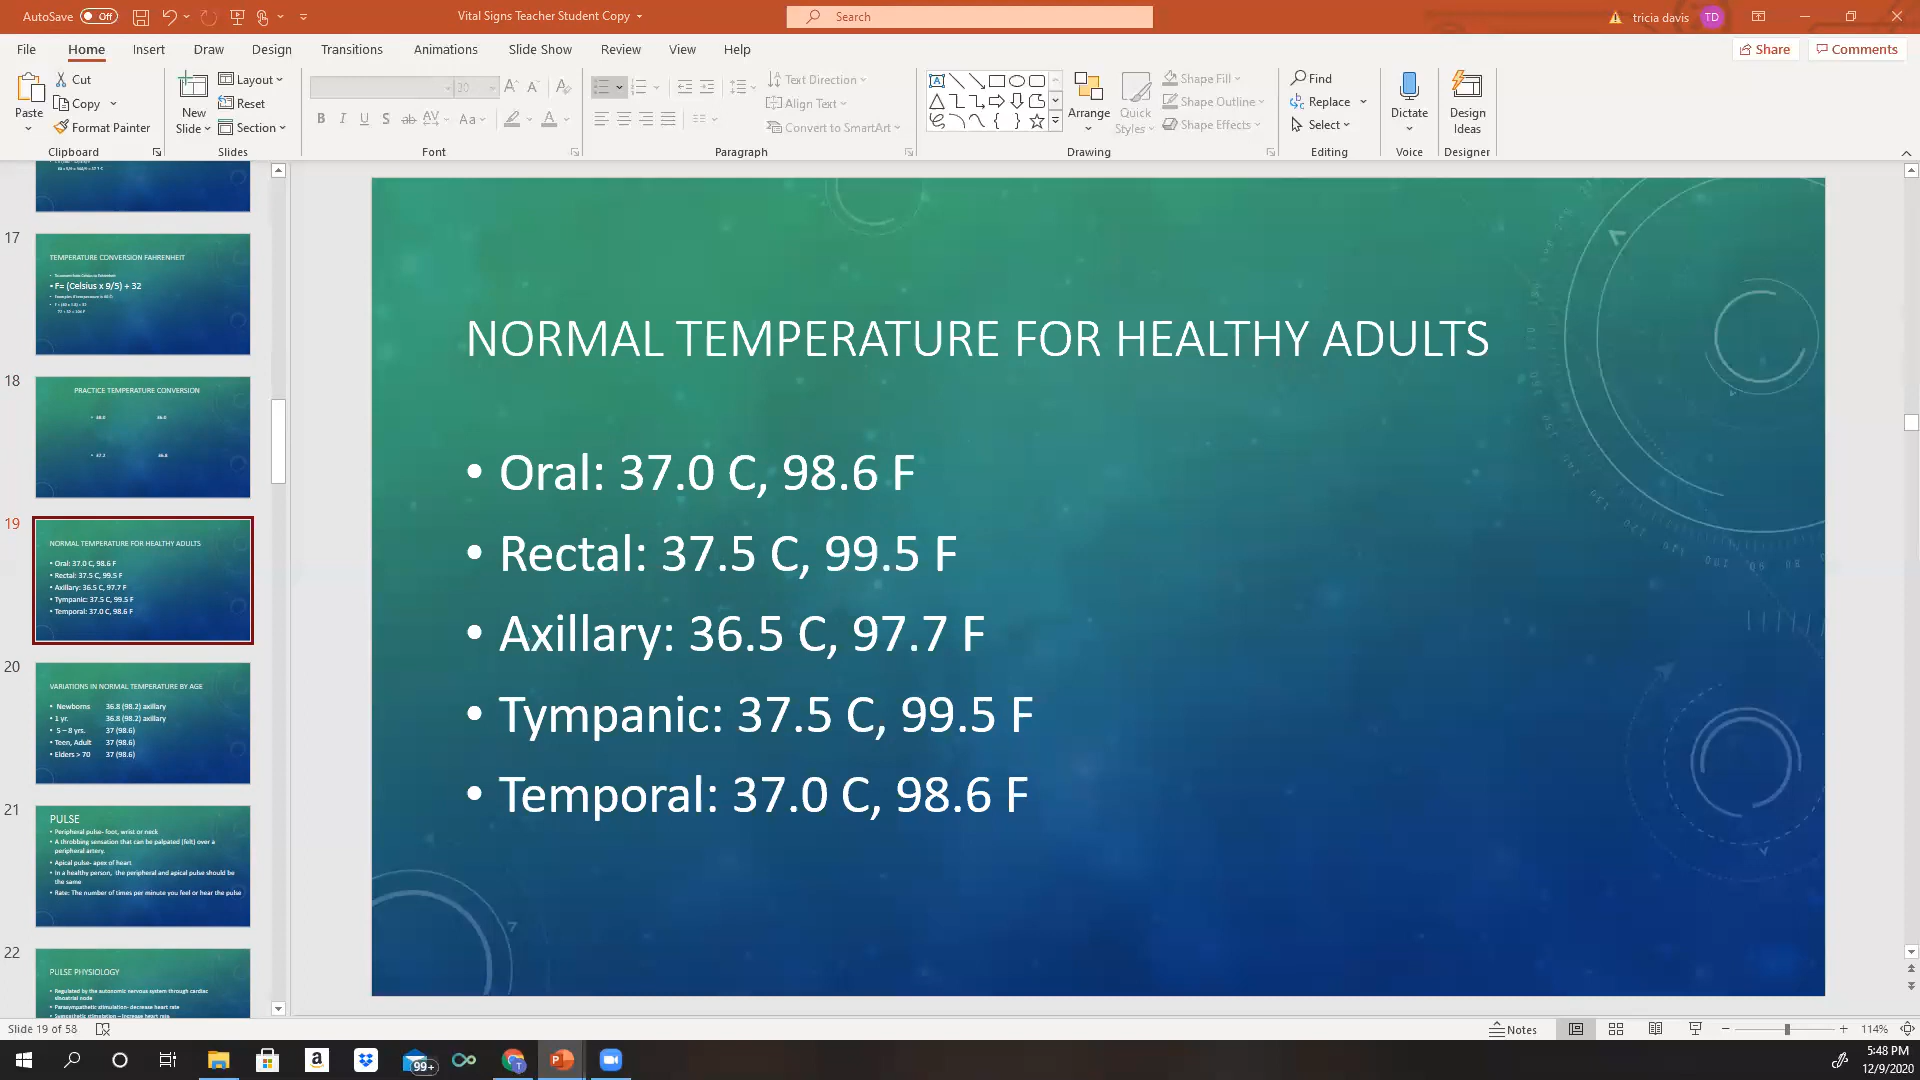 AutoSave Off
Vital Signs Teacher Student Copy
Search
tricia davis TD
File Home Insert Draw Design Transitions Animations Slide Show Review View Help Share Comments
Paste
Cut
Copy
Format Painter
Clipboard
New Slide
Layout
Reset
Section
Slides
B I U S ab AV Aa A
Font
Text Direction
Align Text
Convert to SmartArt
Paragraph
Arrange
Quick Styles
Shape Fill
Shape Outline
Shape Effects
Drawing
Find
Replace
Select
Editing
Dictate
Voice
Design Ideas
Designer
17
TEMPERATURE CONVERSION FAHRENHEIT
• F= (Celsius x 9/5) + 32
18
PRACTICE TEMPERATURE CONVERSION
19
NORMAL TEMPERATURE FOR HEALTHY ADULTS
• Oral: 37.0 C, 98.6 F
• Rectal: 37.5 C, 99.5 F
• Axillary: 36.5 C, 97.7 F
• Tympanic: 37.5 C, 99.5 F
• Temporal: 37.0 C, 98.6 F
20
VARIATIONS IN NORMAL TEMPERATURE BY AGE
• Newborns 36.8 (98.2) axillary
• 1 yr. 36.8 (98.2) axillary
• 5 – 8 yrs. 37 (98.6)
• Teen, Adult 37 (98.6)
• Elders > 70 37 (98.6)
21
PULSE
• Peripheral pulse- foot, wrist or neck
• A throbbing sensation that can be palpated (felt) over a
peripheral artery.
• Apical pulse- apex of heart
• In a healthy person, the peripheral and apical pulse should be
the same
• Rate: The number of times per minute you feel or hear the pulse
22
PULSE PHYSIOLOGY
• Regulated by the autonomic nervous system through cardiac
sinoatrial node
• Parasympathetic stimulation- decrease heart rate
• Sympathetic stimulation – increase heart rate
NORMAL TEMPERATURE FOR HEALTHY ADULTS
• Oral: 37.0 C, 98.6 F
• Rectal: 37.5 C, 99.5 F
• Axillary: 36.5 C, 97.7 F
• Tympanic: 37.5 C, 99.5 F
• Temporal: 37.0 C, 98.6 F
Slide 19 of 58
Notes
114%
99+
5:48 PM
12/9/2020